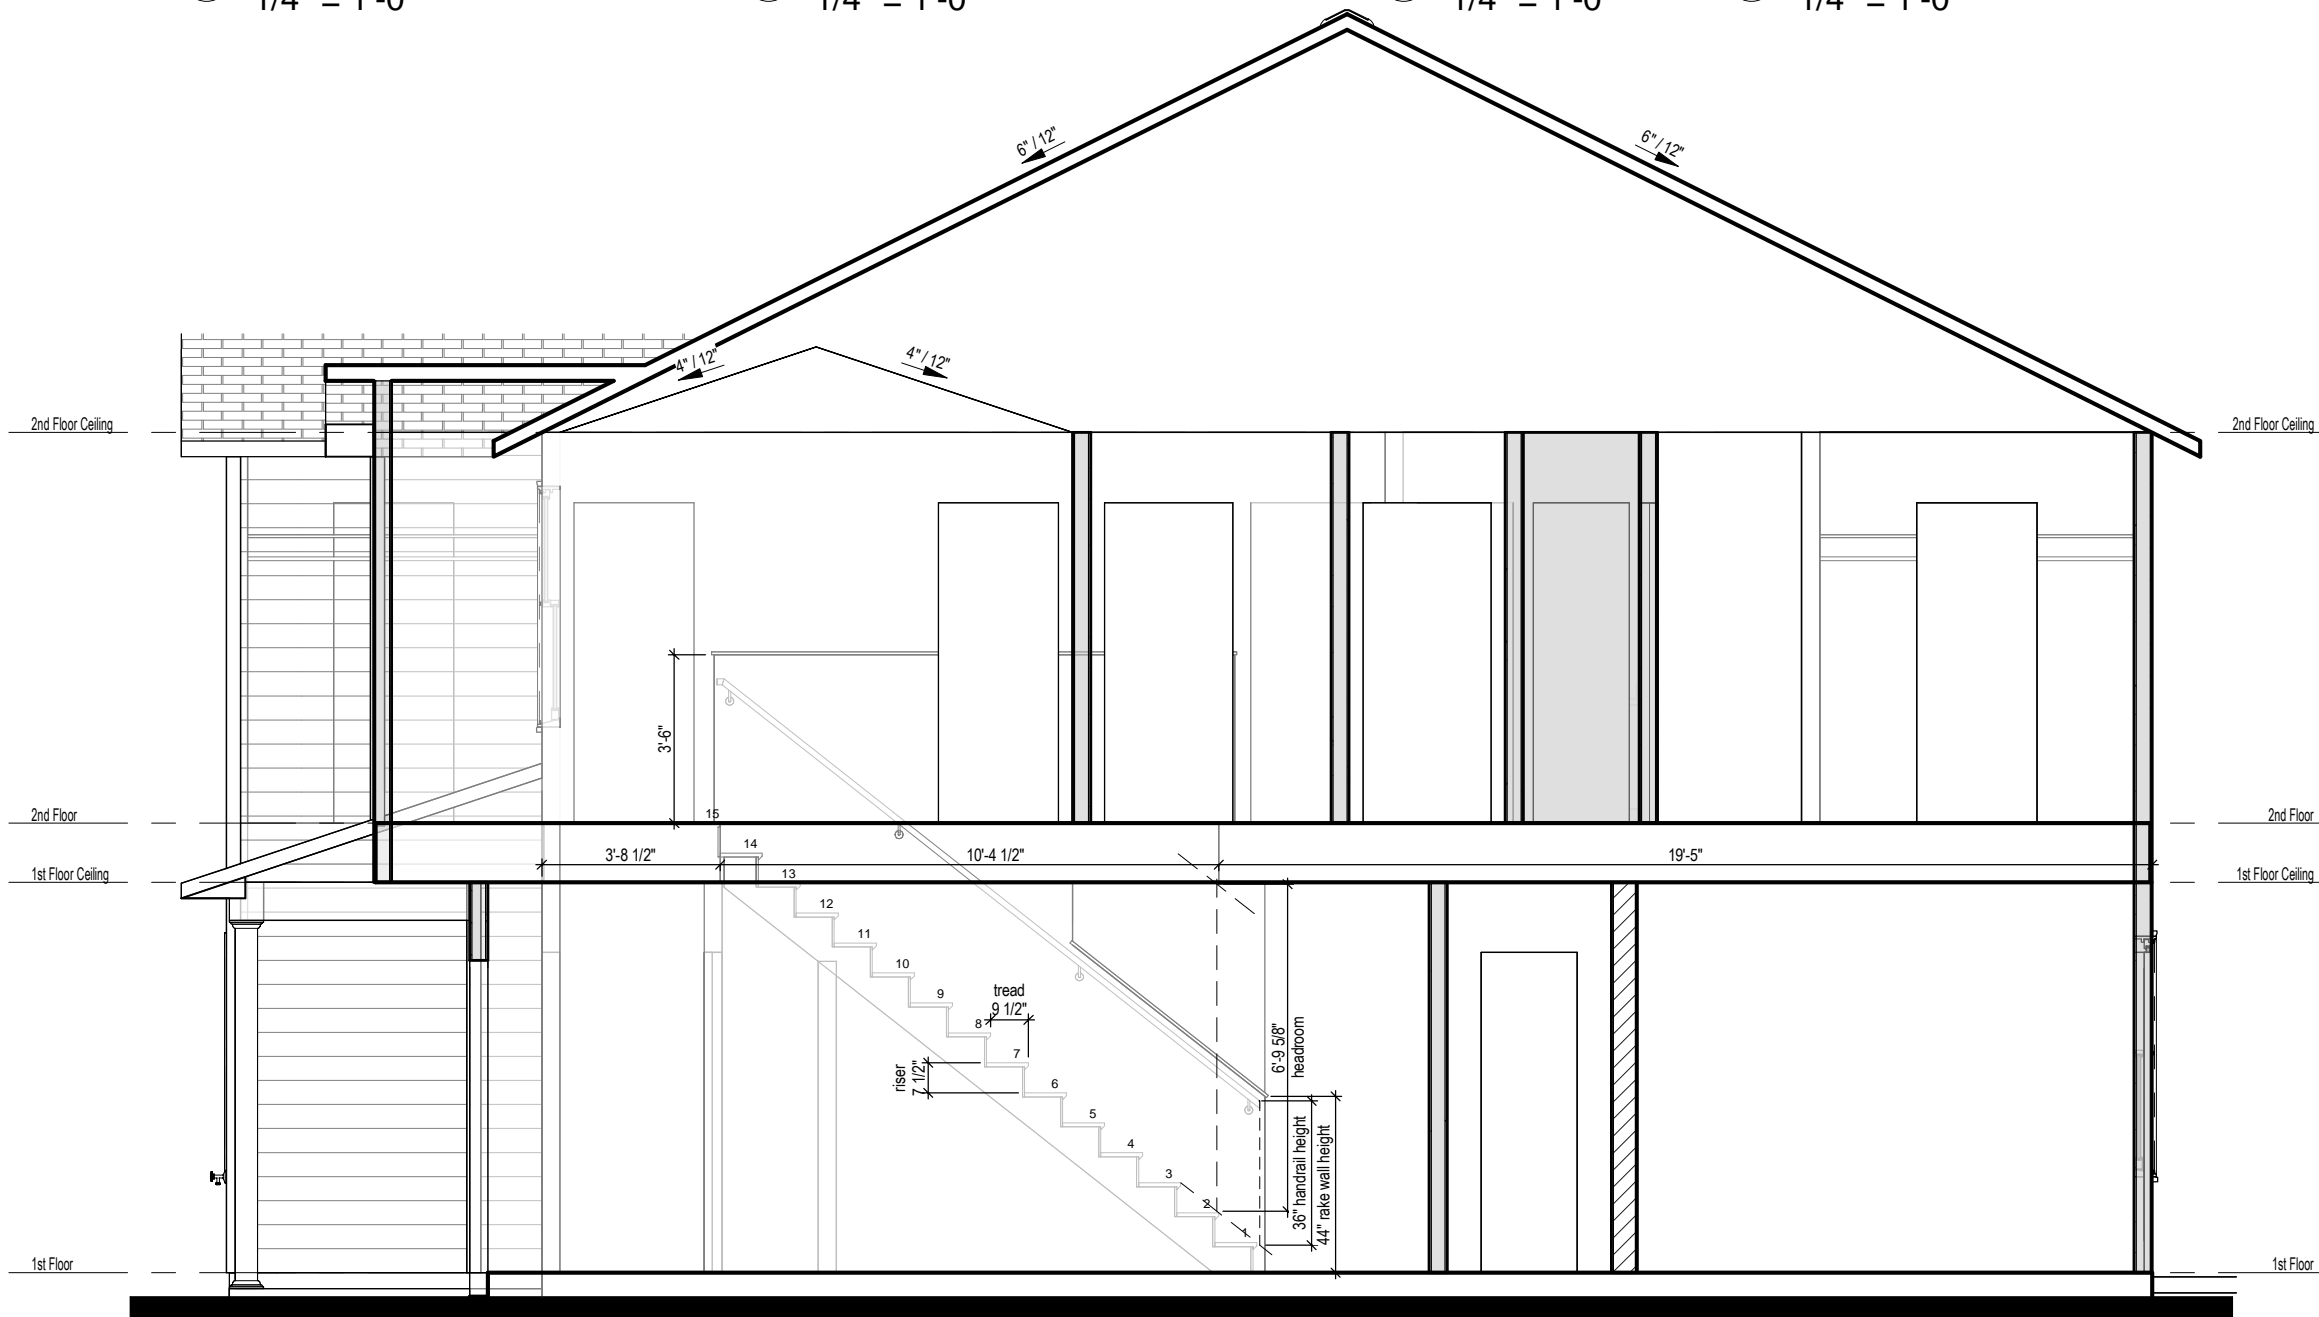 1/4" = 1'-0"
1/4" = 1'-0"
1/4" = 1'-0"
1/4" = 1'-0"
6" / 12"
6" / 12"
4" / 12"
4" / 12"
2nd Floor Ceiling
2nd Floor Ceiling
3'-6"
2nd Floor
2nd Floor
15
14
3'-8 1/2"
10'-4 1/2"
19'-5"
1st Floor Ceiling
1st Floor Ceiling
13
12
11
10
9
tread
9 1/2"
8
7
riser
7 1/2"
6
5
4
3
2
1
6'-9 5/8"
headroom
36" handrail height
44" rake wall height
1st Floor
1st Floor